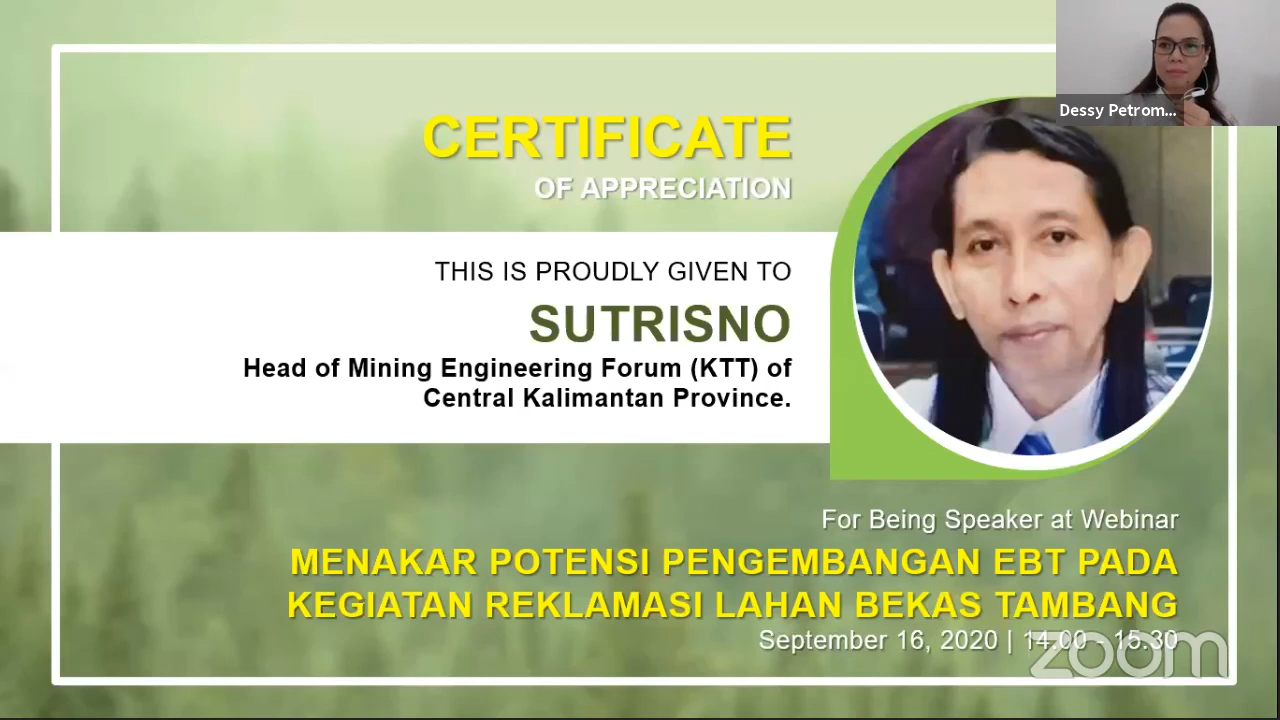 Dessy Petrom...
CERTIFICATE
OF APPRECIATION
THIS IS PROUDLY GIVEN TO
SUTRISNO
Head of Mining Engineering Forum (KTT) of
Central Kalimantan Province.
For Being Speaker at Webinar
MENAKAR POTENSI PENGEMBANGAN EBT PADA
KEGIATAN REKLAMASI LAHAN BEKAS TAMBANG
September 16, 2020 | 14.00 - 15.30
zoom